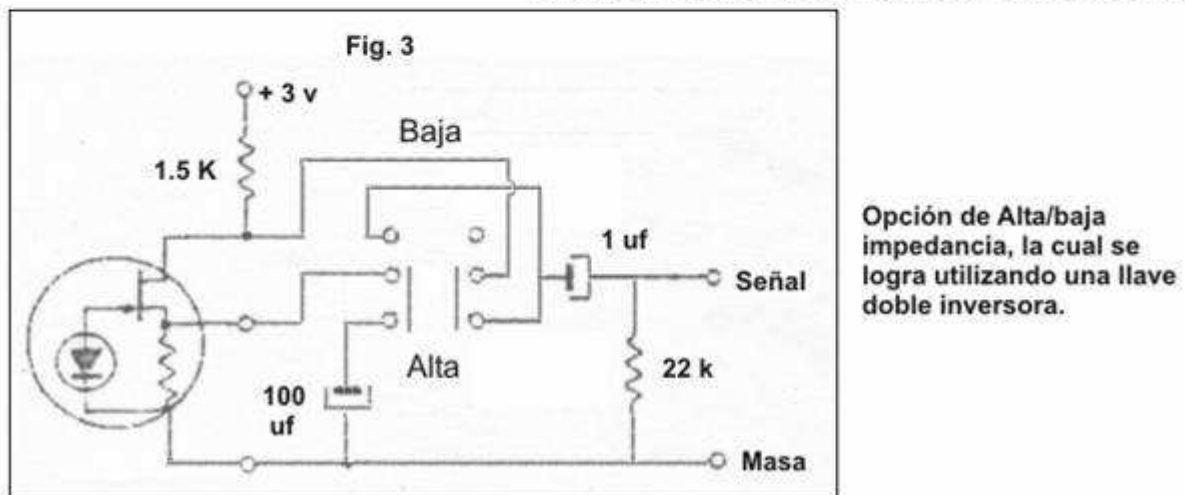 Fig. 3
+ 3 v
Baja
1.5 K
1 uf
Señal
Alta
22 k
100
uf
Masa
Opción de Alta/baja
impedancia, la cual se
logra utilizando una llave
doble inversora.